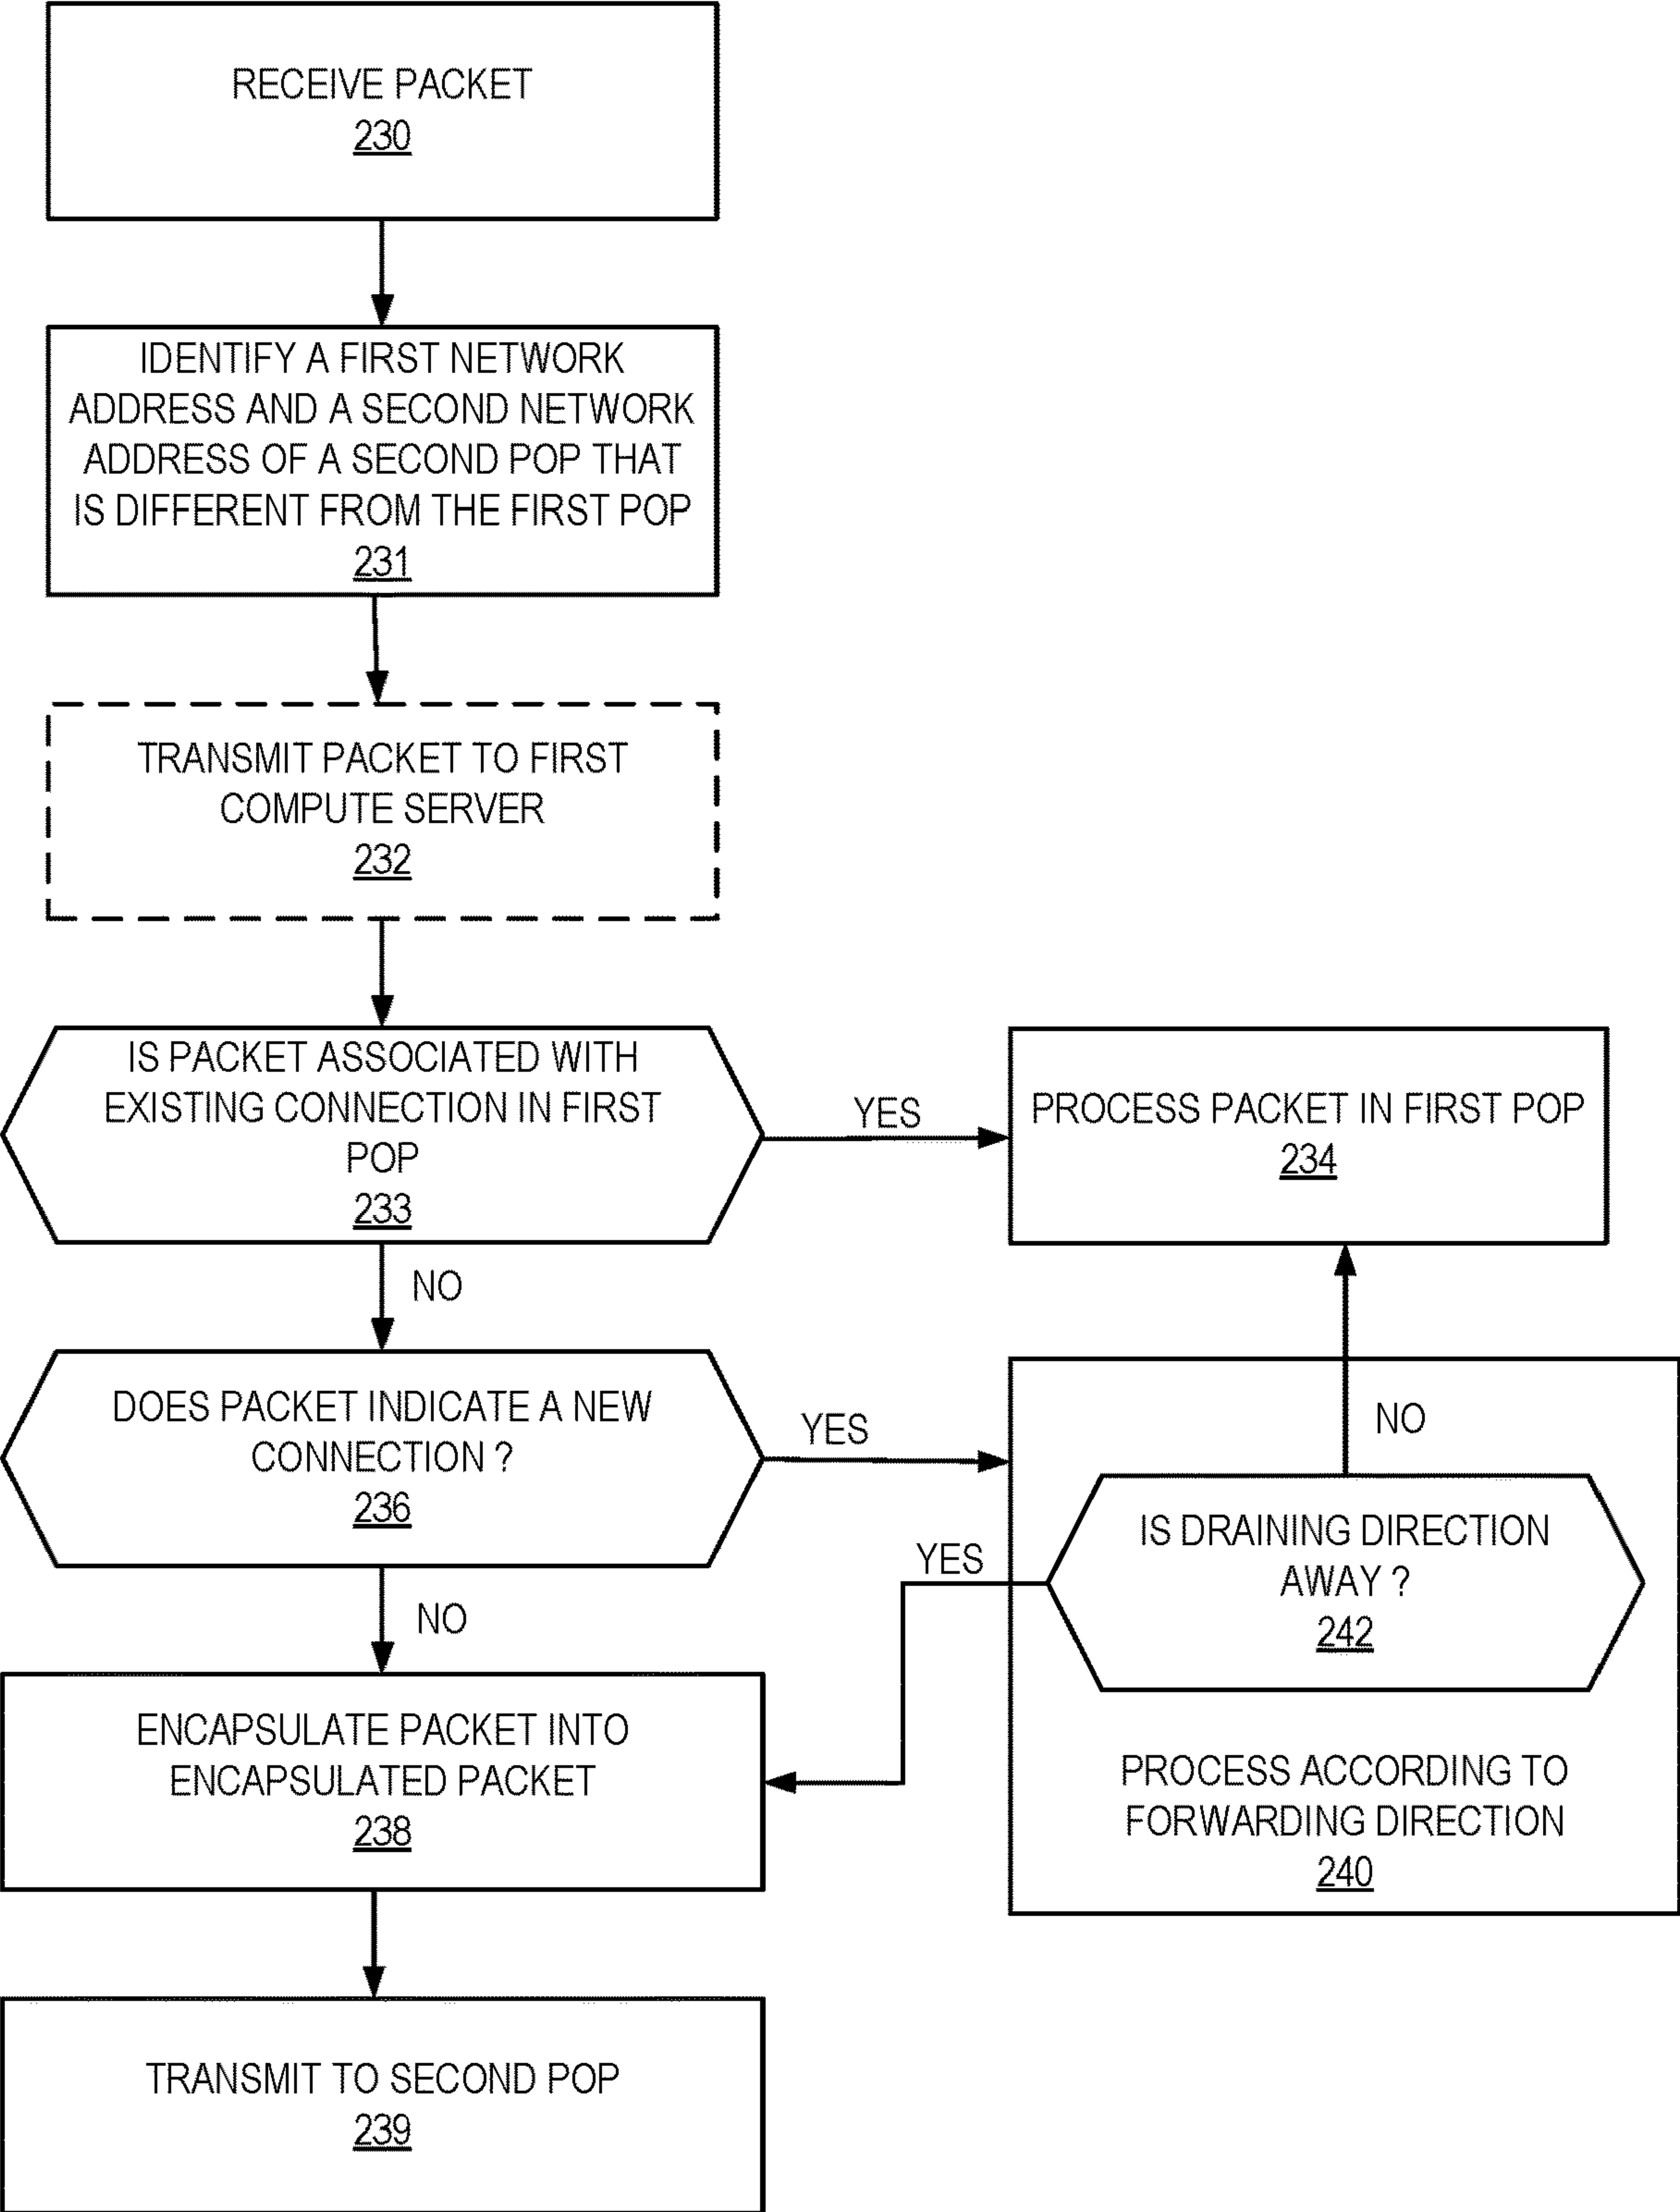 RECEIVE PACKET
230
IDENTIFY A FIRST NETWORK
ADDRESS AND A SECOND NETWORK
ADDRESS OF A SECOND POP THAT
IS DIFFERENT FROM THE FIRST POP
231
TRANSMIT PACKET TO FIRST
COMPUTE SERVER
232
IS PACKET ASSOCIATED WITH
EXISTING CONNECTION IN FIRST
POP
233
YES
PROCESS PACKET IN FIRST POP
234
NO
DOES PACKET INDICATE A NEW
CONNECTION ?
236
YES
NO
IS DRAINING DIRECTION
AWAY ?
242
YES
NO
ENCAPSULATE PACKET INTO
ENCAPSULATED PACKET
238
PROCESS ACCORDING TO
FORWARDING DIRECTION
240
TRANSMIT TO SECOND POP
239